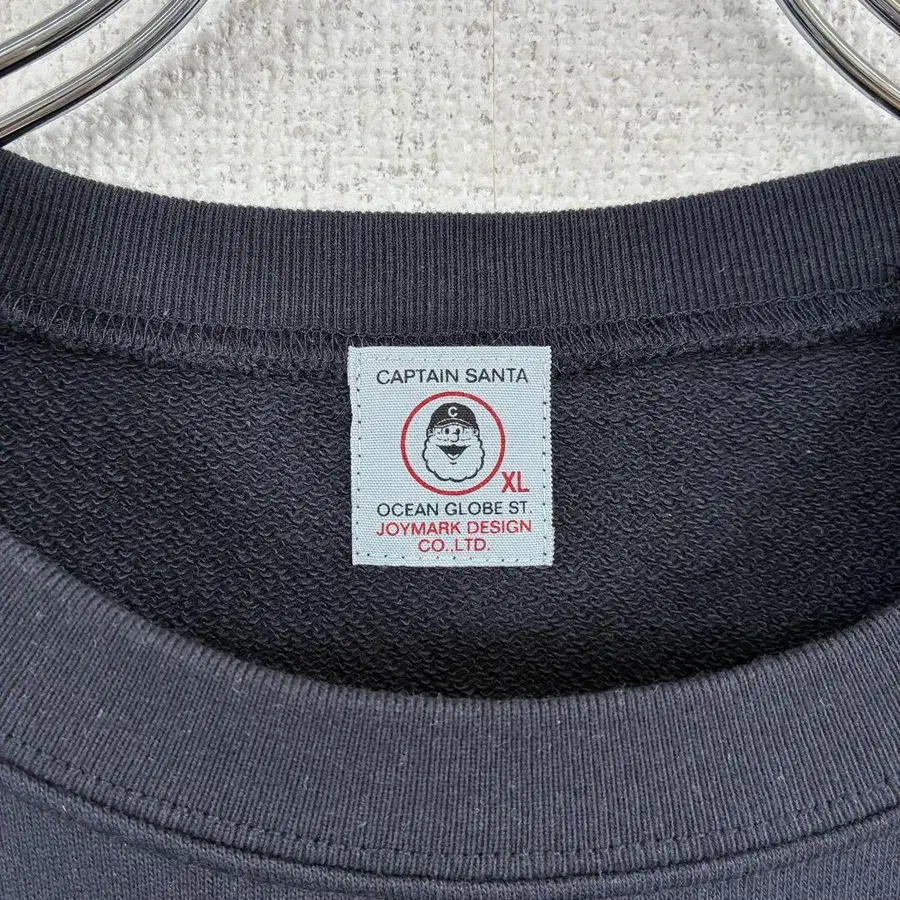 CAPTAIN SANTA
C
XL
OCEAN GLOBE ST.
JOYMARK DESIGN
CO.,LTD.